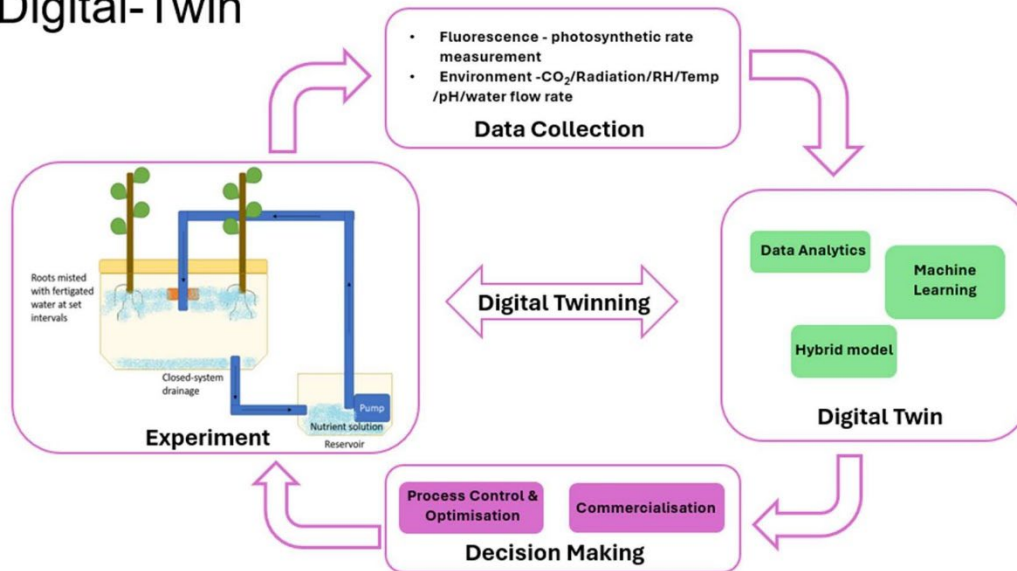 Digital-Twin
• Fluorescence - photosynthetic rate
measurement
• Environment -CO₂/Radiation/RH/Temp
/pH/water flow rate
Data Collection
Roots misted
with fertigated
water at set
intervals
Closed-system
drainage
Pump
Nutrient solution
Reservoir
Experiment
Digital Twinning
Data Analytics
Machine
Learning
Hybrid model
Digital Twin
Process Control &
Optimisation
Commercialisation
Decision Making